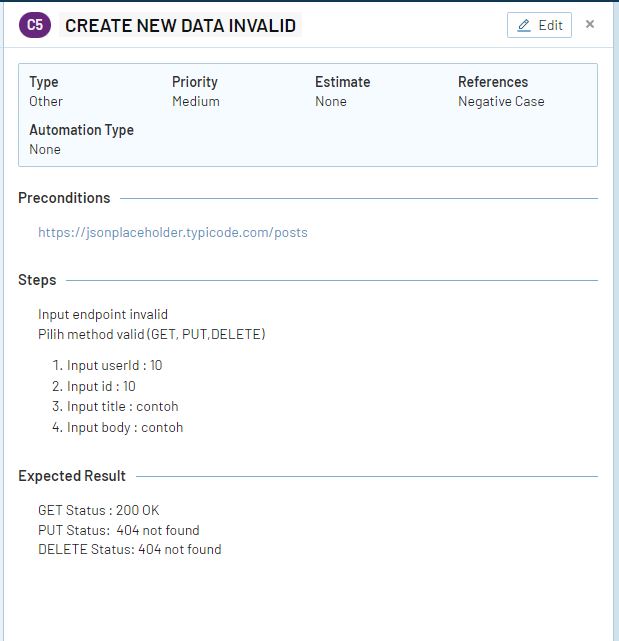 C5 CREATE NEW DATA INVALID Edit ×
Type Priority Estimate References
Other Medium None Negative Case
Automation Type
None
Preconditions
https://jsonplaceholder.typicode.com/posts
Steps
Input endpoint invalid
Pilih method valid (GET, PUT,DELETE)
1. Input userId : 10
2. Input id : 10
3. Input title : contoh
4. Input body : contoh
Expected Result
GET Status : 200 OK
PUT Status:  404 not found
DELETE Status: 404 not found